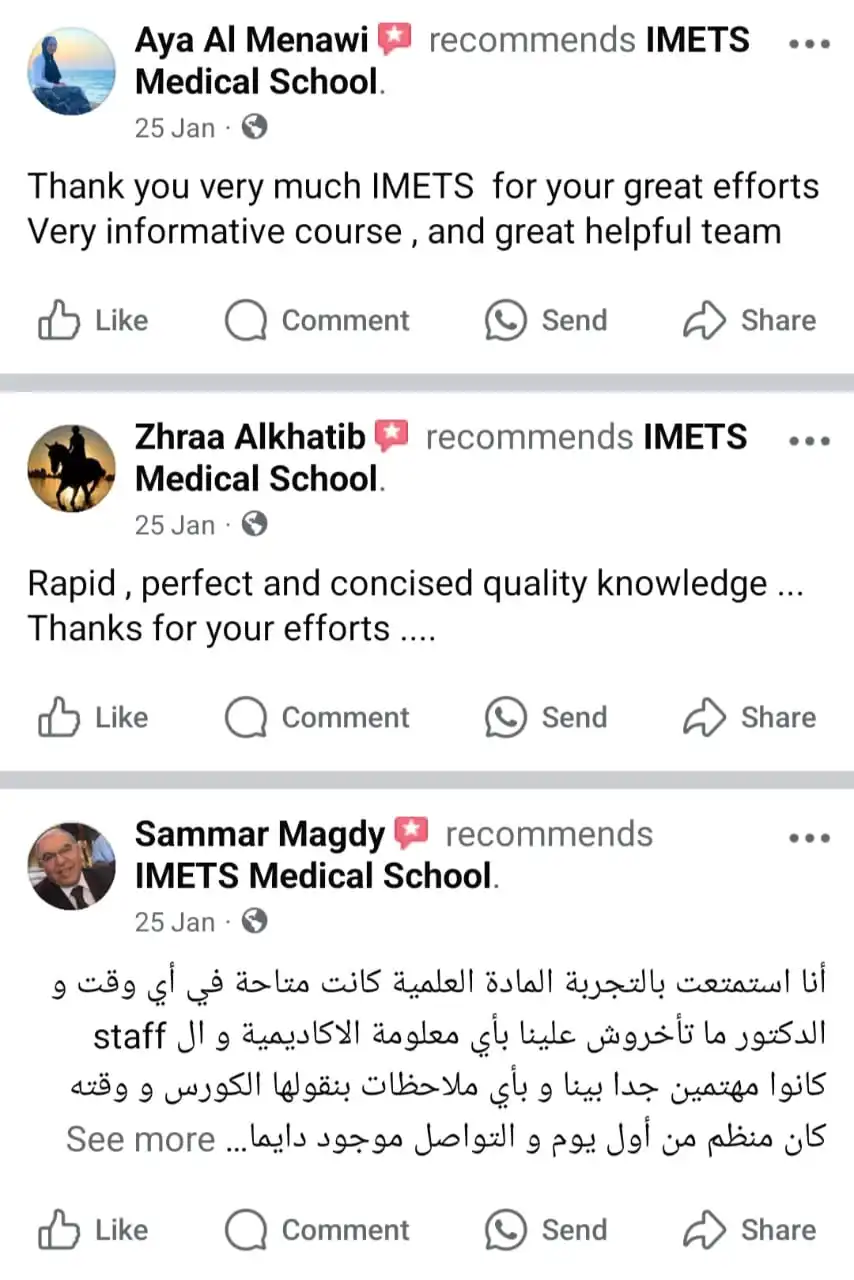 Aya Al Menawi recommends IMETS
Medical School.
25 Jan ·
Thank you very much IMETS for your great efforts
Very informative course , and great helpful team
Like Comment Send Share
Zhraa Alkhatib recommends IMETS
Medical School.
25 Jan ·
Rapid , perfect and concised quality knowledge ...
Thanks for your efforts ....
Like Comment Send Share
Sammar Magdy recommends
IMETS Medical School.
25 Jan ·
أنا استمتعت بالتجربة المادة العلمية كانت متاحة في أي وقت و
الدكتور ما تأخروش علينا بأي معلومة الاكاديمية و ال staff
كانوا مهتمين جدا بينا و بأي ملاحظات بنقولها الكورس و وقته
كان منظم من أول يوم و التواصل موجود دايما... See more
Like Comment Send Share